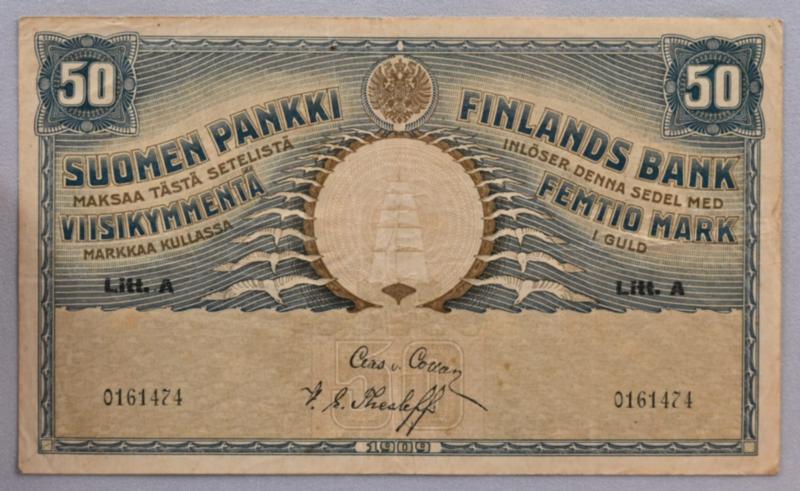 50
50
SUOMEN PANKKI
MAKSAA TÄSTÄ SETELISTÄ
VIISIKYMMENTÄ
MARKKAA KULLASSA
Litt. A
FINLANDS BANK
INLÖSER DENNA SEDEL MED
FEMTIO MARK
I GULD
Litt. A
50
0161474
0161474
1909